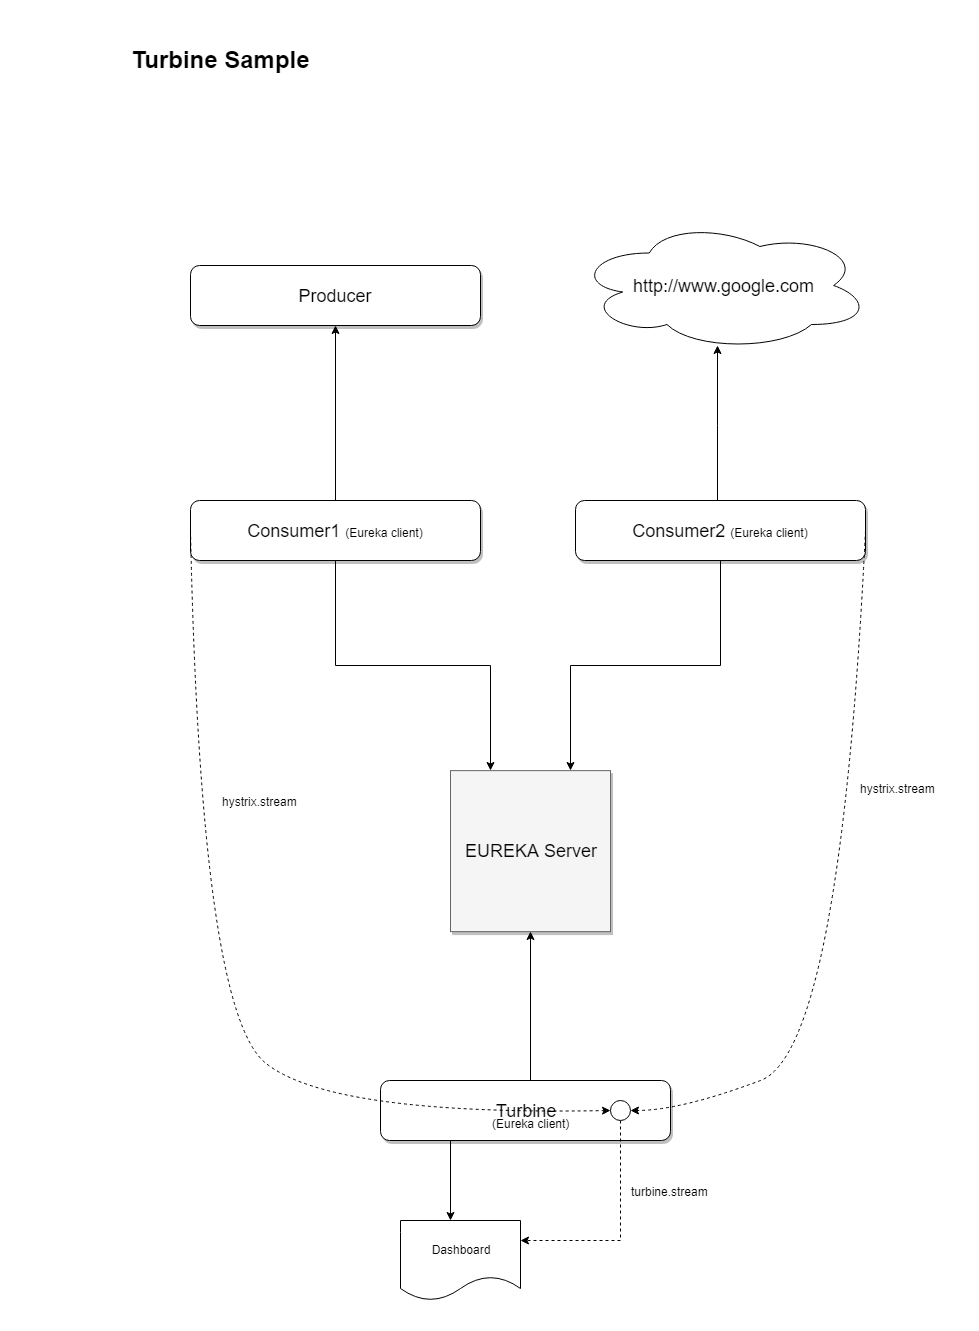 Turbine Sample
http://www.google.com
Producer
Consumer1 (Eureka client)
Consumer2 (Eureka client)
hystrix.stream
hystrix.stream
EUREKA Server
Turbine
(Eureka client)
turbine.stream
Dashboard